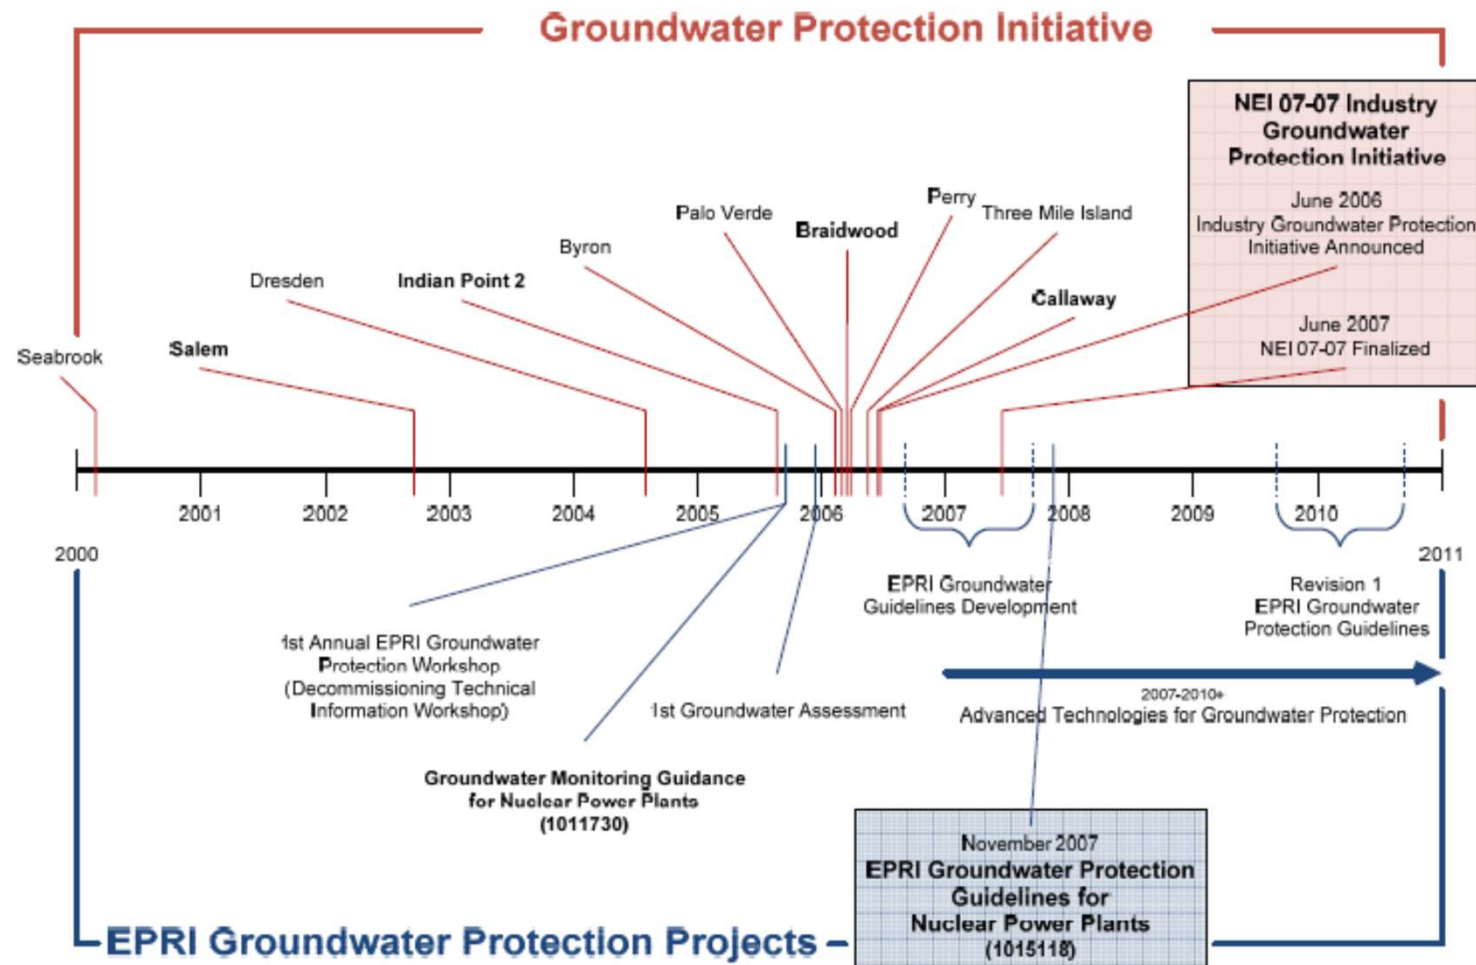 Groundwater Protection Initiative
NEI 07-07 Industry
Groundwater
Protection Initiative
June 2006
Industry Groundwater Protection
Initiative Announced
June 2007
NEI 07-07 Finalized
Perry
Palo Verde
Three Mile Island
Braidwood
Byron
Dresden
Indian Point 2
Callaway
Salem
Seabrook
2001
2002
2003
2004
2005
2006
2007
2008
2009
2010
2000
2011
EPRI Groundwater
Guidelines Development
Revision 1
EPRI Groundwater
Protection Guidelines
1st Annual EPRI Groundwater
Protection Workshop
(Decommissioning Technical
Information Workshop)
1st Groundwater Assessment
2007-2010+
Advanced Technologies for Groundwater Protection
Groundwater Monitoring Guidance
for Nuclear Power Plants
(1011730)
November 2007
EPRI Groundwater Protection
Guidelines for
Nuclear Power Plants
(1015118)
EPRI Groundwater Protection Projects